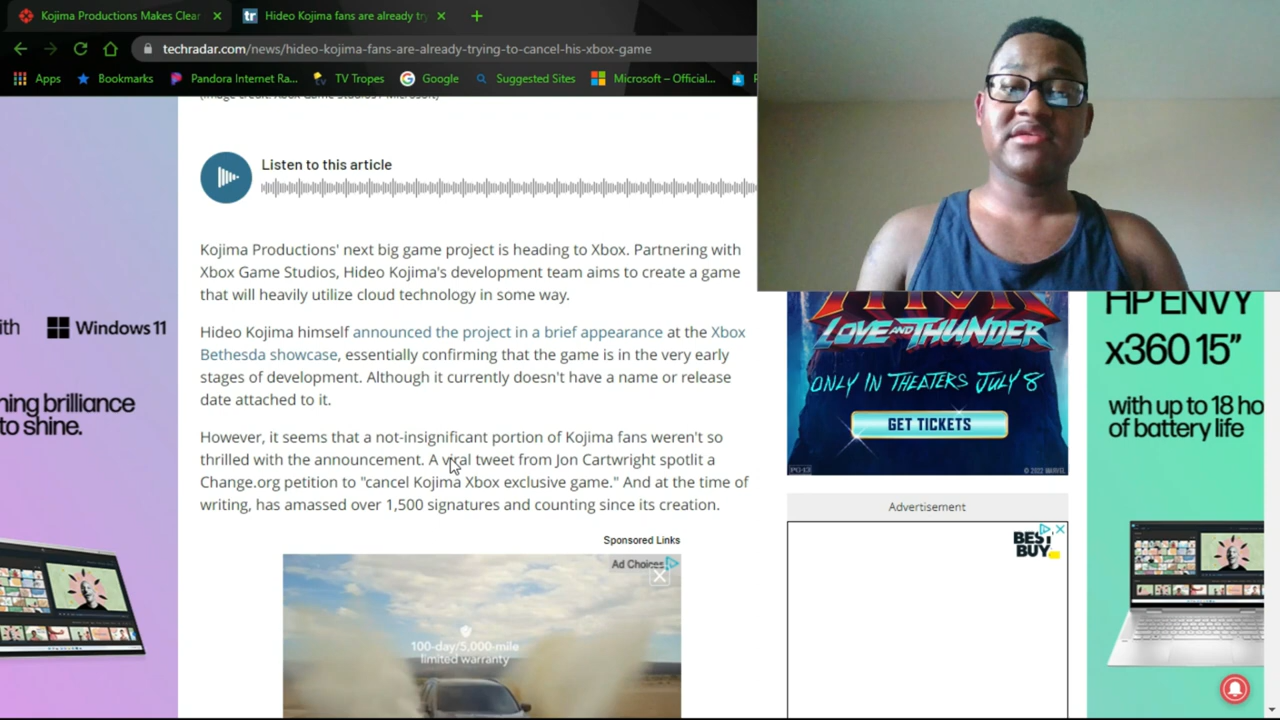 Kojima Productions Makes Clear
Hideo Kojima fans are already try
techradar.com/news/hideo-kojima-fans-are-already-trying-to-cancel-his-xbox-game
Apps Bookmarks Pandora Internet Ra... TV Tropes Google Suggested Sites Microsoft – Official...
Listen to this article
Kojima Productions' next big game project is heading to Xbox. Partnering with
Xbox Game Studios, Hideo Kojima's development team aims to create a game
that will heavily utilize cloud technology in some way.
Hideo Kojima himself announced the project in a brief appearance at the Xbox
Bethesda showcase, essentially confirming that the game is in the very early
stages of development. Although it currently doesn't have a name or release
date attached to it.
However, it seems that a not-insignificant portion of Kojima fans weren't so
thrilled with the announcement. A viral tweet from Jon Cartwright spotlit a
Change.org petition to "cancel Kojima Xbox exclusive game." And at the time of
writing, has amassed over 1,500 signatures and counting since its creation.
Sponsored Links
Ad Choices
100-day/5,000-mile
limited warranty
ith Windows 11
ning brilliance
to shine.
LOVE AND THUNDER
ONLY IN THEATERS JULY 8
GET TICKETS
PG-13
© 2022 MARVEL
Advertisement
BEST
BUY
HP ENVY
x360 15”
with up to 18 ho
of battery life